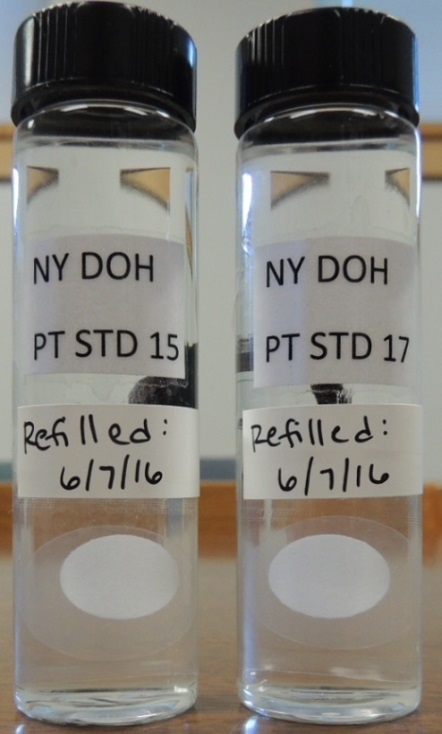 NY DOH
PT STD 15
Refilled:
6/7/16
NY DOH
PT STD 17
Refilled:
6/7/16